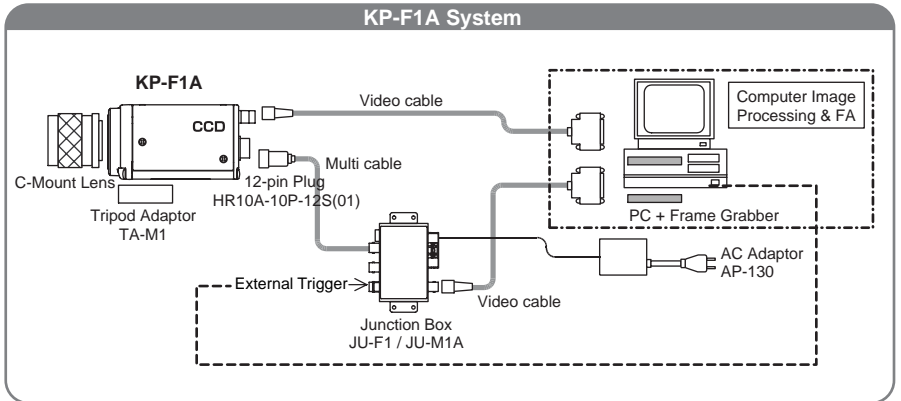 KP-F1A System
KP-F1A
CCD
C-Mount Lens
Tripod Adaptor
TA-M1
Video cable
Multi cable
12-pin Plug
HR10A-10P-12S(01)
Computer Image
Processing & FA
PC + Frame Grabber
AC Adaptor
AP-130
External Trigger
Video cable
Junction Box
JU-F1 / JU-M1A